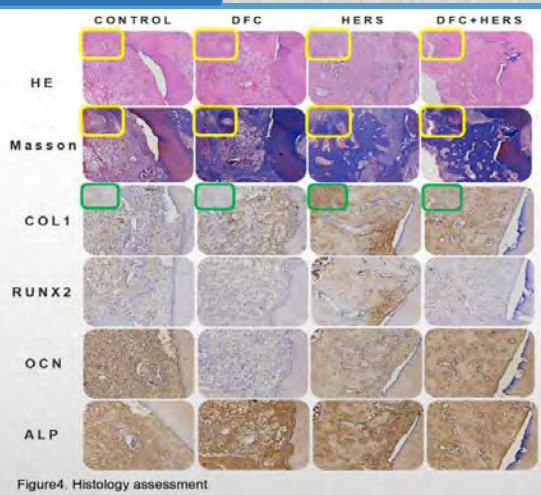 CONTROL DFC HERS DFC+HERS
HE
Masson
COL1
RUNX2
OCN
ALP
Figure4. Histology assessment